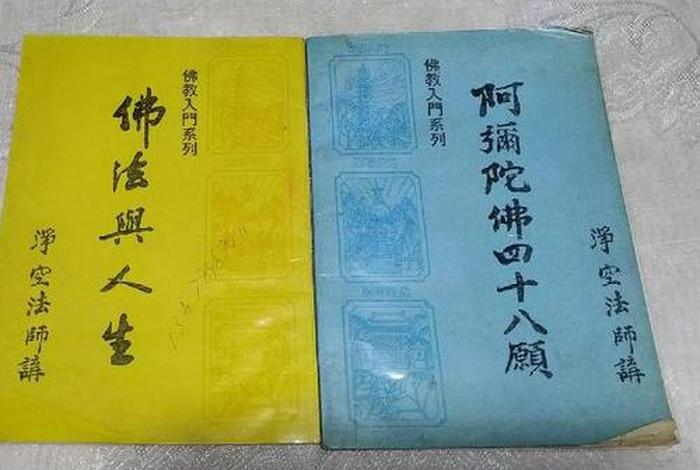 佛教入門系列
佛法與人生
淨空法師講
佛教入門系列
阿彌陀佛四十八願
淨空法師講